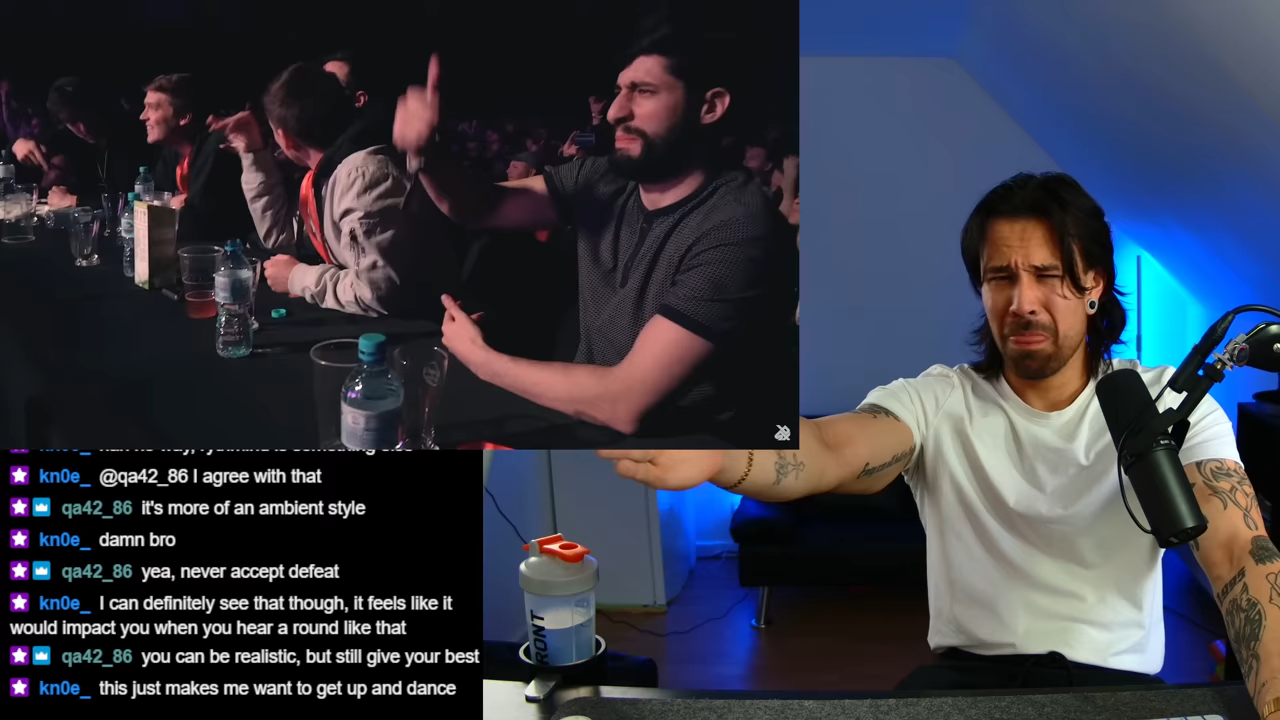 kn0e_ @qa42_86 I agree with that
qa42_86 it's more of an ambient style
kn0e_ damn bro
qa42_86 yea, never accept defeat
kn0e_ I can definitely see that though, it feels like it
would impact you when you hear a round like that
qa42_86 you can be realistic, but still give your best
kn0e_ this just makes me want to get up and dance
RONT